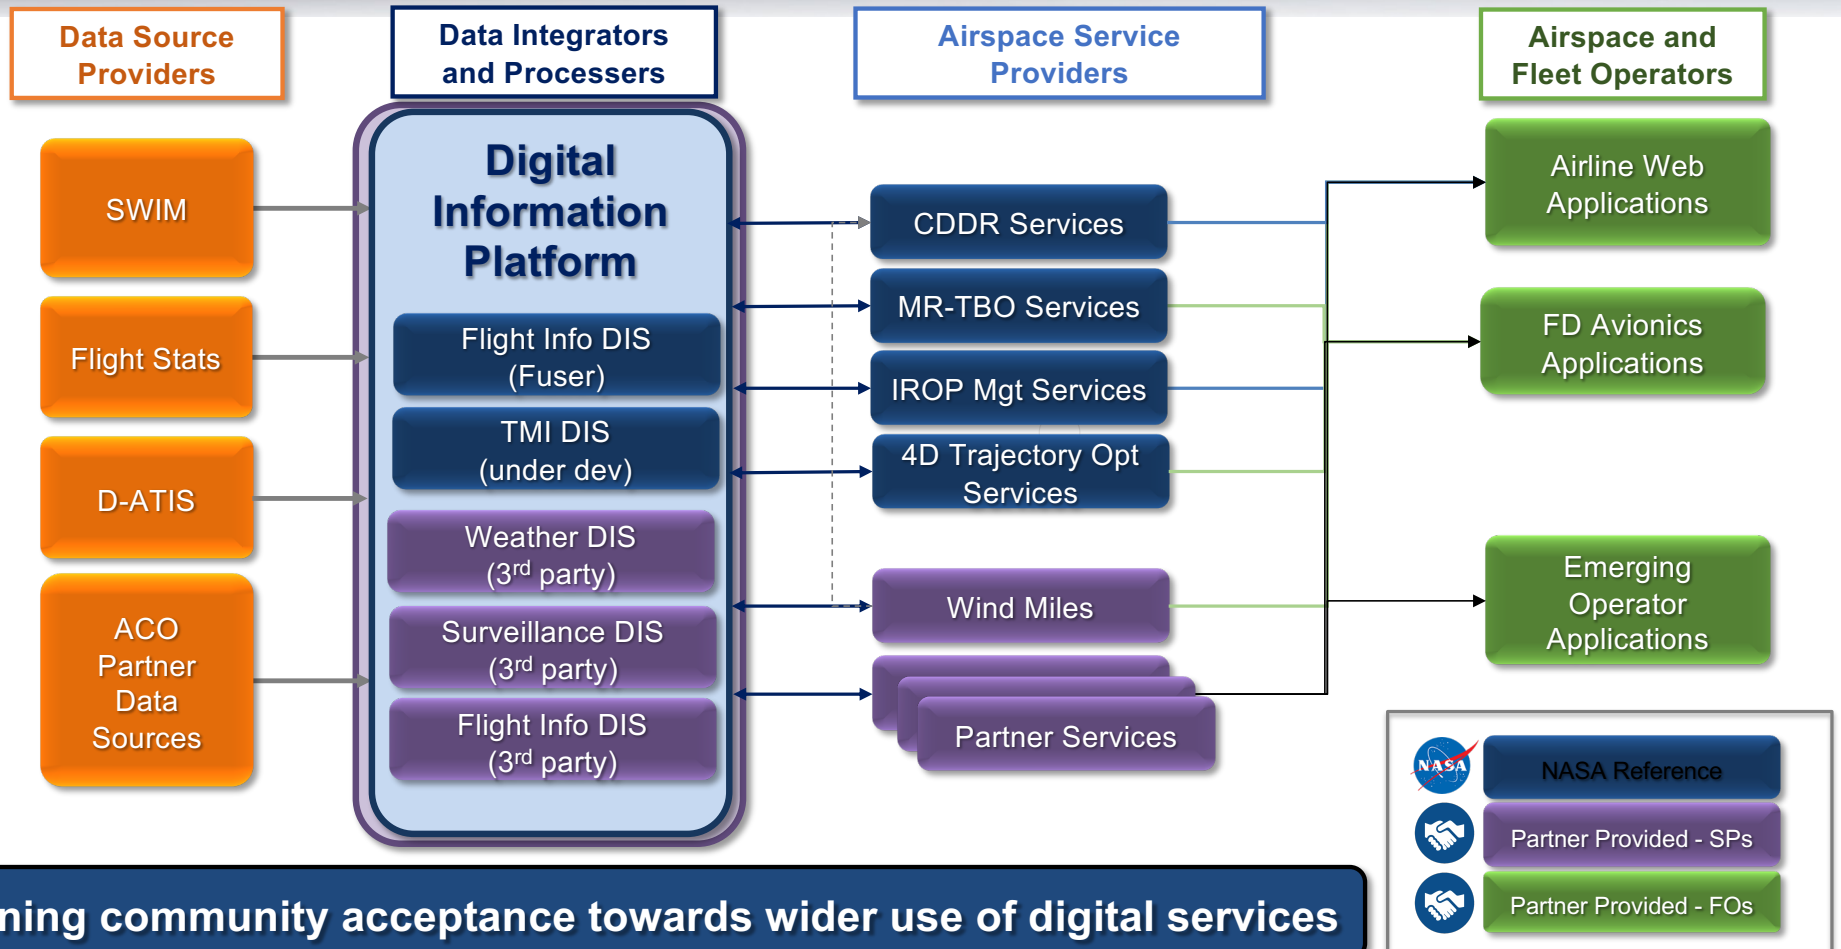 Data Source
Providers
Data Integrators
and Processers
Airspace Service
Providers
Airspace and
Fleet Operators
SWIM
Flight Stats
D-ATIS
ACO
Partner
Data
Sources
Digital
Information
Platform
Flight Info DIS
(Fuser)
TMI DIS
(under dev)
Weather DIS
(3rd party)
Surveillance DIS
(3rd party)
Flight Info DIS
(3rd party)
CDDR Services
MR-TBO Services
IROP Mgt Services
4D Trajectory Opt
Services
Wind Miles
Partner Services
Airline Web
Applications
FD Avionics
Applications
Emerging
Operator
Applications
NASA
NASA Reference
Partner Provided - SPs
Partner Provided - FOs
ning community acceptance towards wider use of digital services